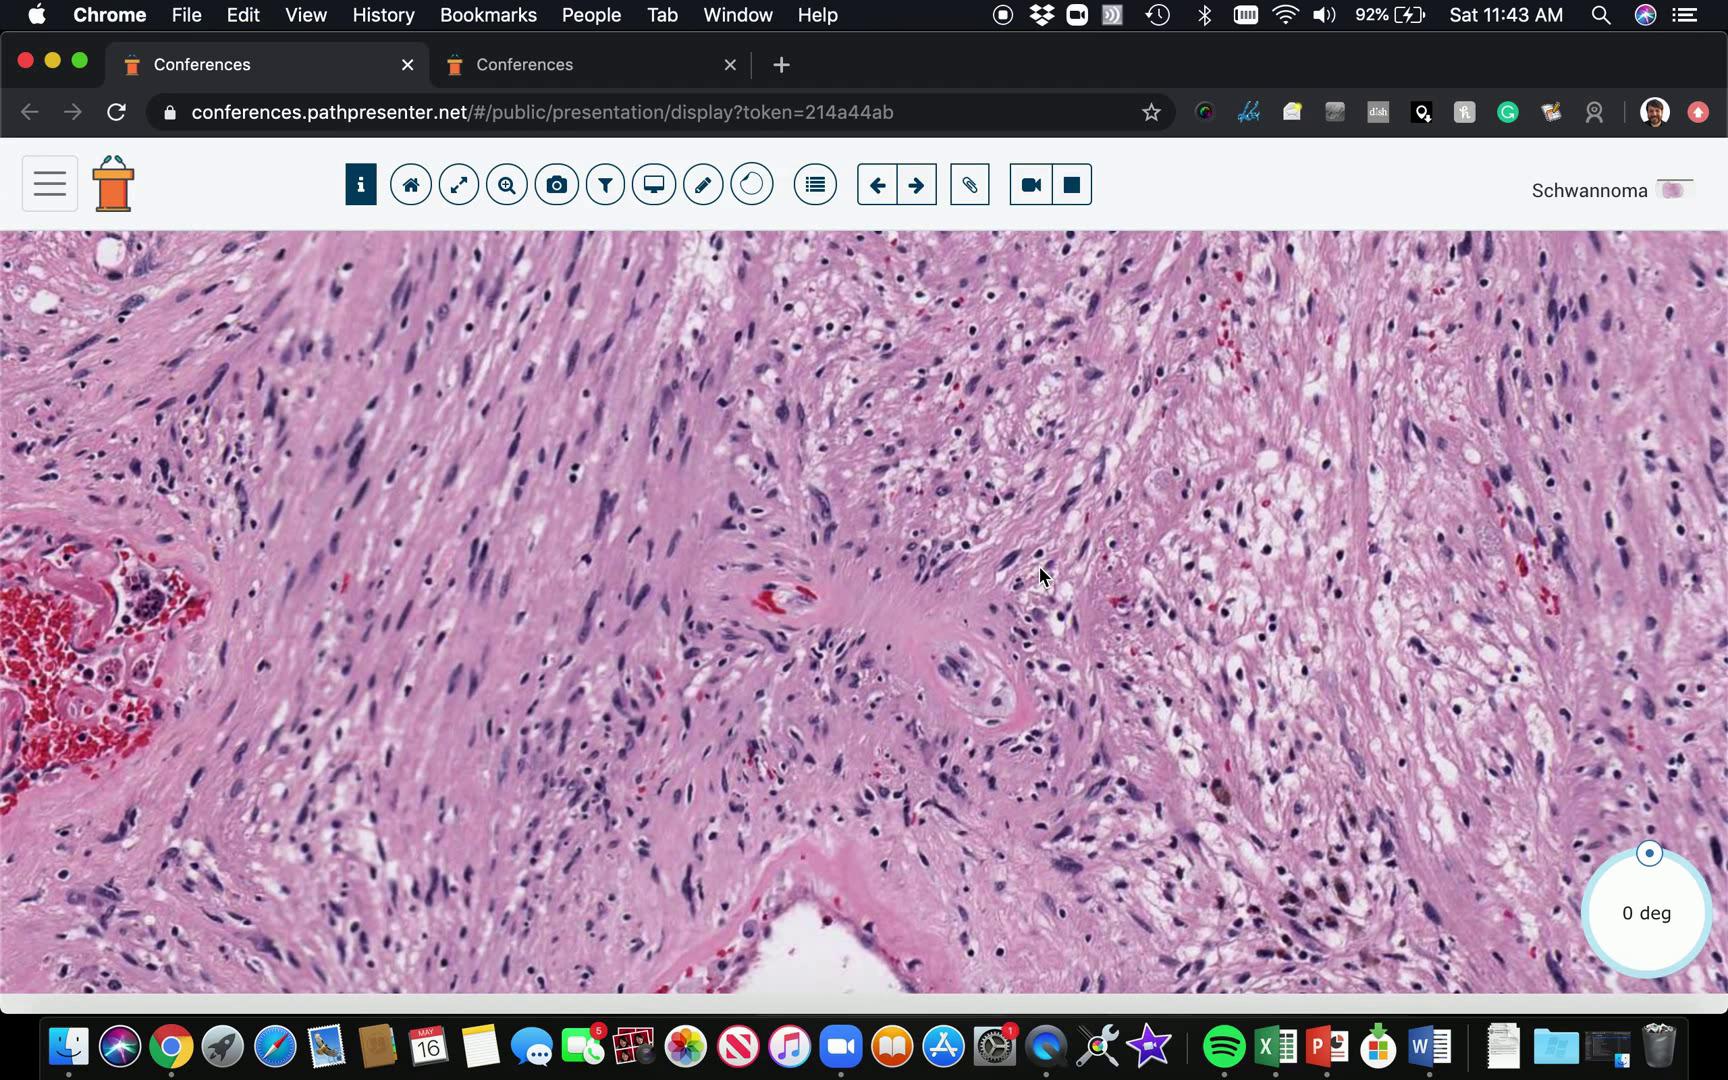 Chrome File Edit View History Bookmarks People Tab Window Help 92% Sat 11:43 AM
Conferences Conferences
conferences.pathpresenter.net/#/public/presentation/display?token=214a44ab
dish
h
G
i
Schwannoma
0 deg
5
MAY
16
1
X
P
W